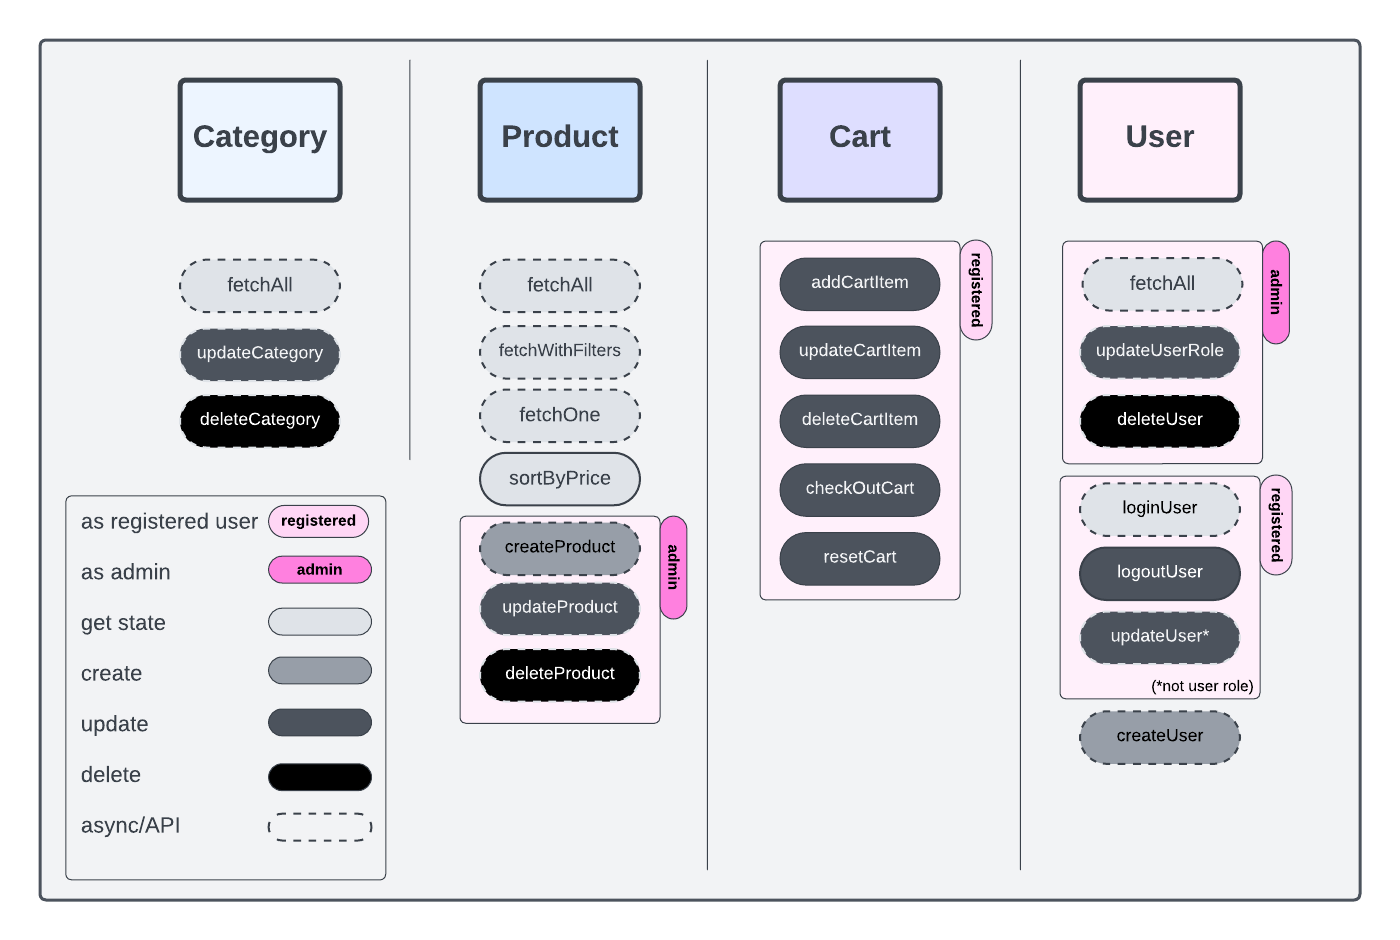 Category
fetchAll
updateCategory
deleteCategory
as registered user registered
as admin admin
get state
create
update
delete
async/API
Product
fetchAll
fetchWithFilters
fetchOne
sortByPrice
createProduct
updateProduct
deleteProduct
admin
Cart
addCartItem
updateCartItem
deleteCartItem
checkOutCart
resetCart
registered
User
fetchAll
updateUserRole
deleteUser
admin
loginUser
logoutUser
updateUser*
(*not user role)
registered
createUser